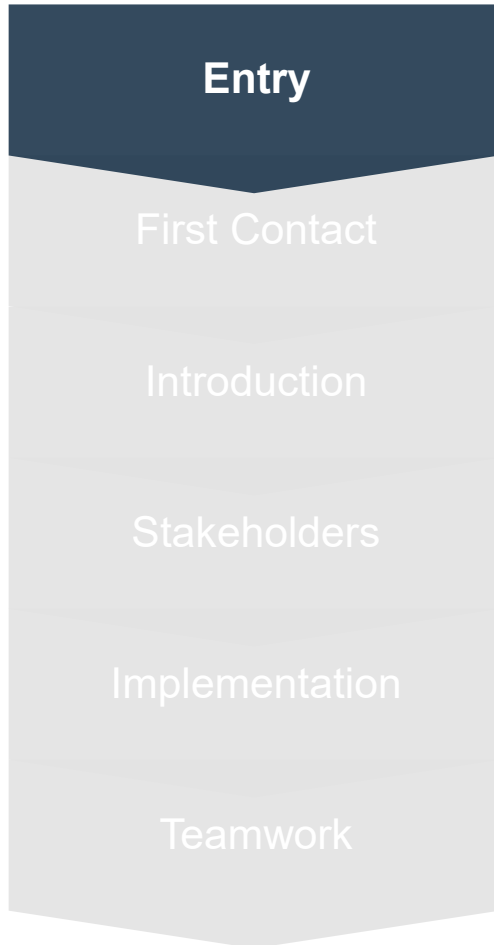 Entry
First Contact
Introduction
Stakeholders
Implementation
Teamwork